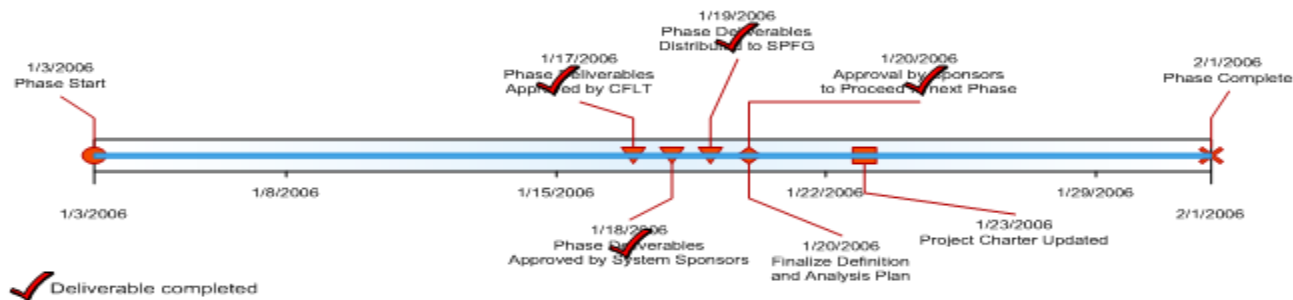 1/19/2006
Phase Deliverables
Distributed to SPFG
1/17/2006
Phase Deliverables
Approved by CFLT
1/20/2006
Approval by Sponsors
to Proceed next Phase
1/3/2006
Phase Start
2/1/2006
Phase Complete
1/8/2006
1/15/2006
1/22/2006
1/29/2006
1/3/2006
2/1/2006
1/18/2006
Phase Deliverables
Approved by System Sponsors
1/20/2006
Finalize Definition
and Analysis Plan
1/23/2006
Project Charter Updated
Deliverable completed